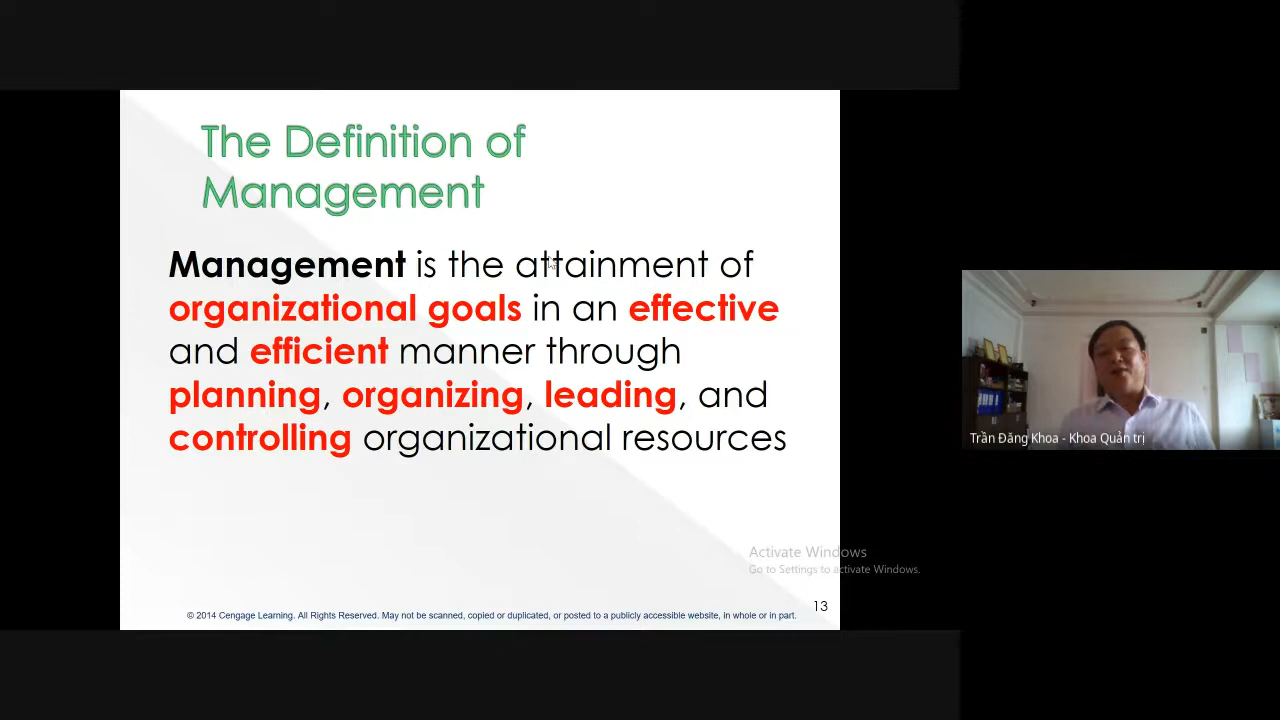 The Definition of
Management
Management is the attainment of
organizational goals in an effective
and efficient manner through
planning, organizing, leading, and
controlling organizational resources
Activate Windows
Go to Settings to activate Windows.
13
© 2014 Cengage Learning. All Rights Reserved. May not be scanned, copied or duplicated, or posted to a publicly accessible website, in whole or in part.
Trần Đăng Khoa - Khoa Quản trị